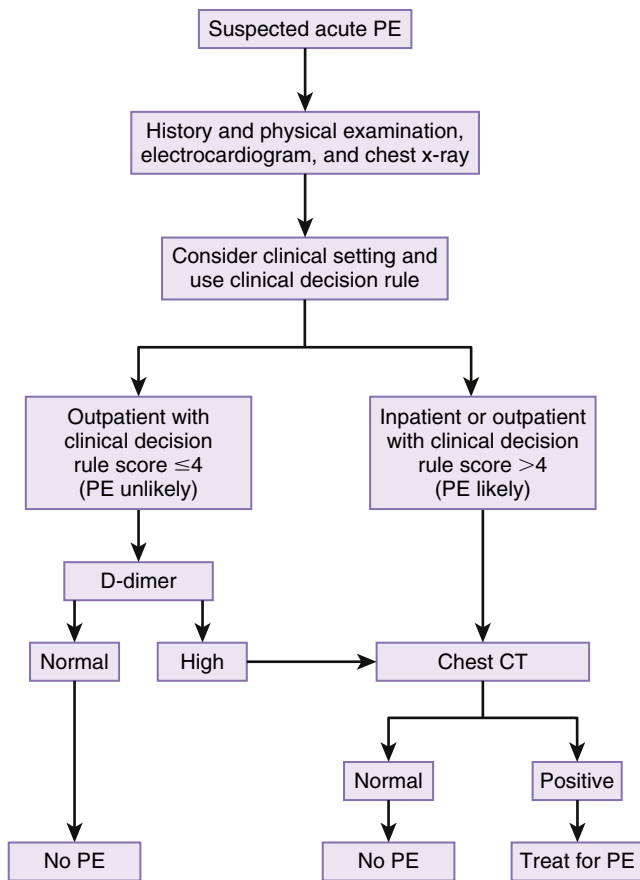 Suspected acute PE
History and physical examination,
electrocardiogram, and chest x-ray
Consider clinical setting and
use clinical decision rule
Outpatient with
clinical decision
rule score ≤4
(PE unlikely)
Inpatient or outpatient
with clinical decision
rule score >4
(PE likely)
D-dimer
Normal
High
Chest CT
Normal
Positive
No PE
No PE
Treat for PE